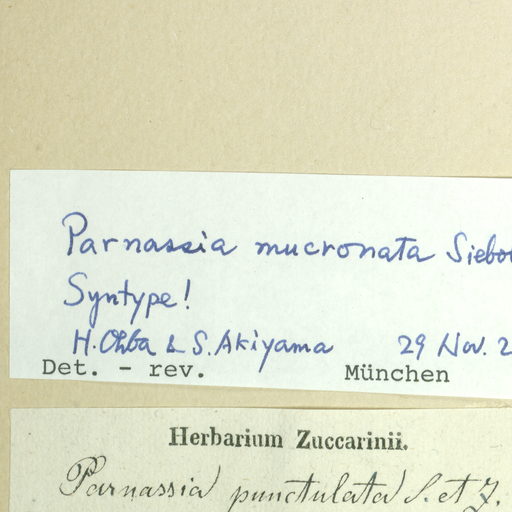 Parnassia mucronata Siebo
Syntype!
H. Ohba & S. Akiyama 29 Nov. 2
Det. - rev. München
Herbarium Zuccarinii.
Parnassia punctulata S. et Z.